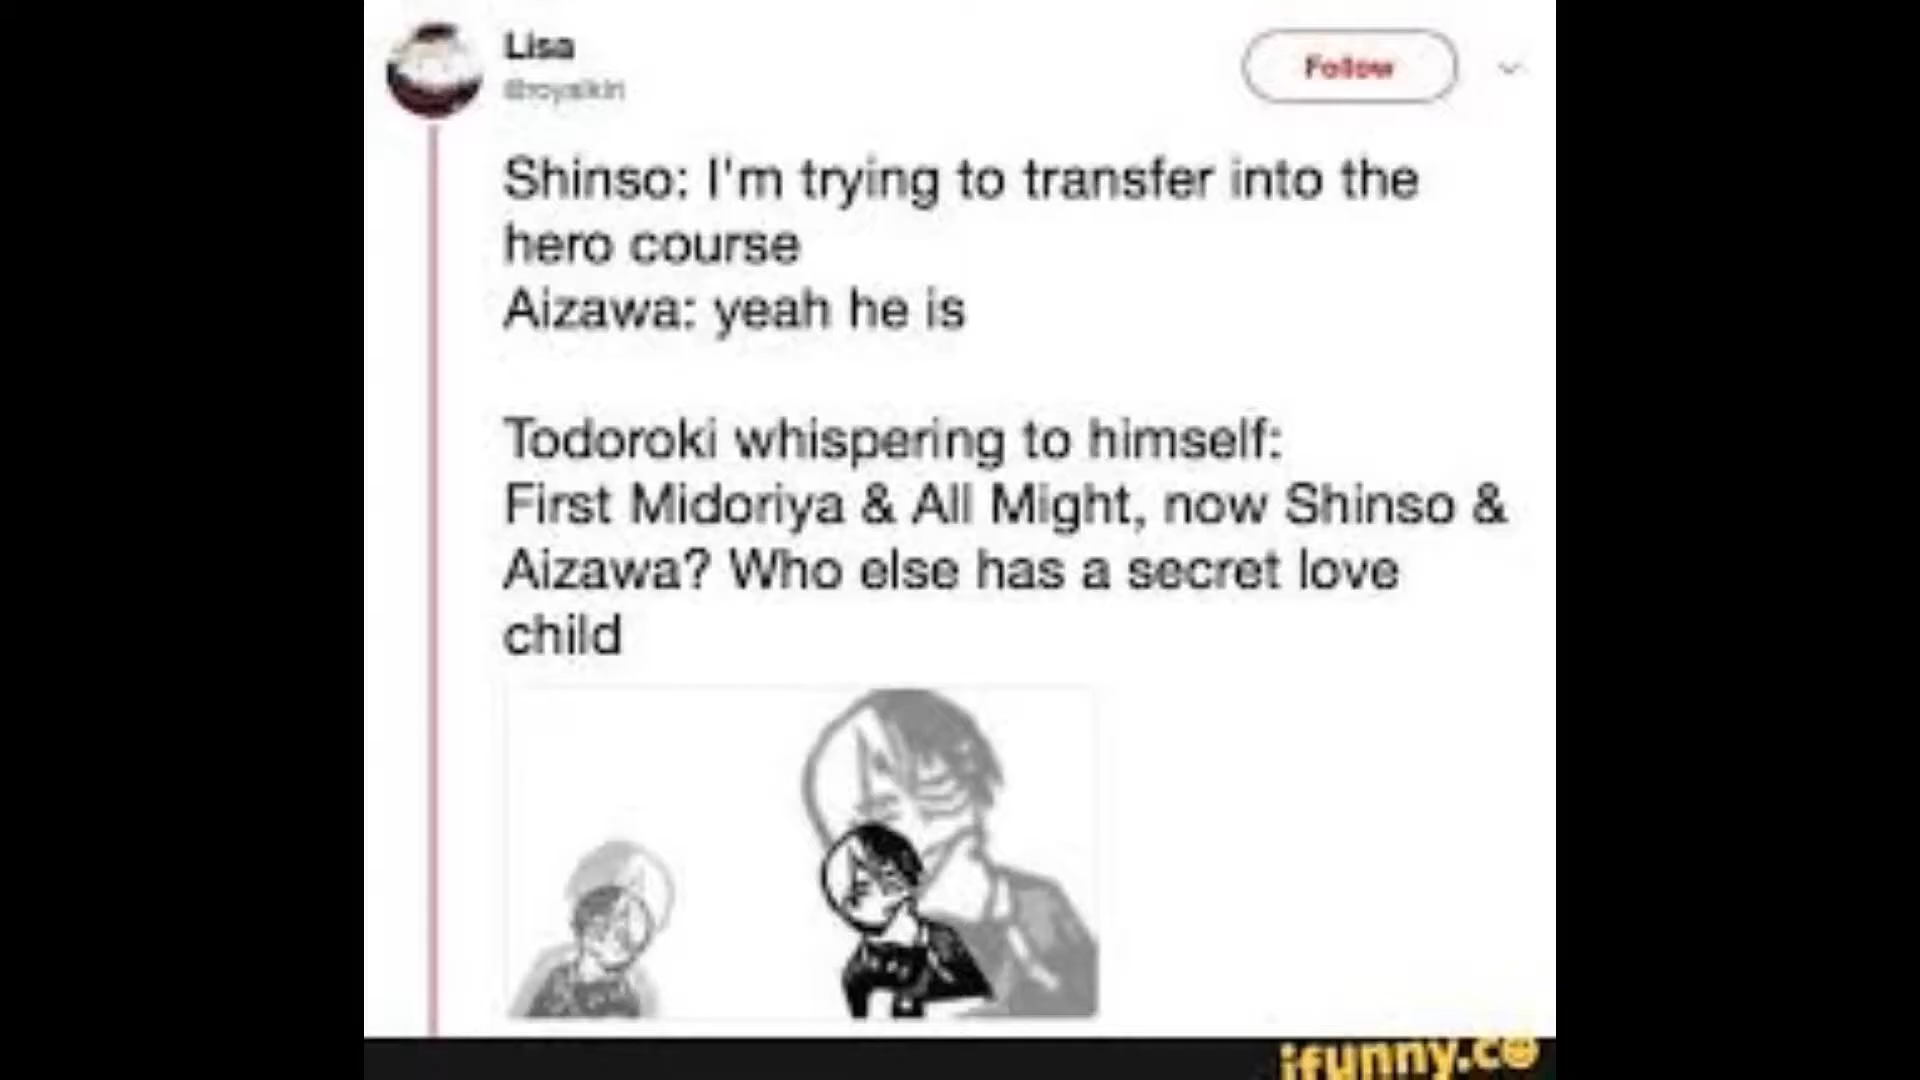 Lisa
Follow
Shinso: I'm trying to transfer into the
hero course
Aizawa: yeah he is
Todoroki whispering to himself:
First Midoriya & All Might, now Shinso &
Aizawa? Who else has a secret love
child
ifunny.co